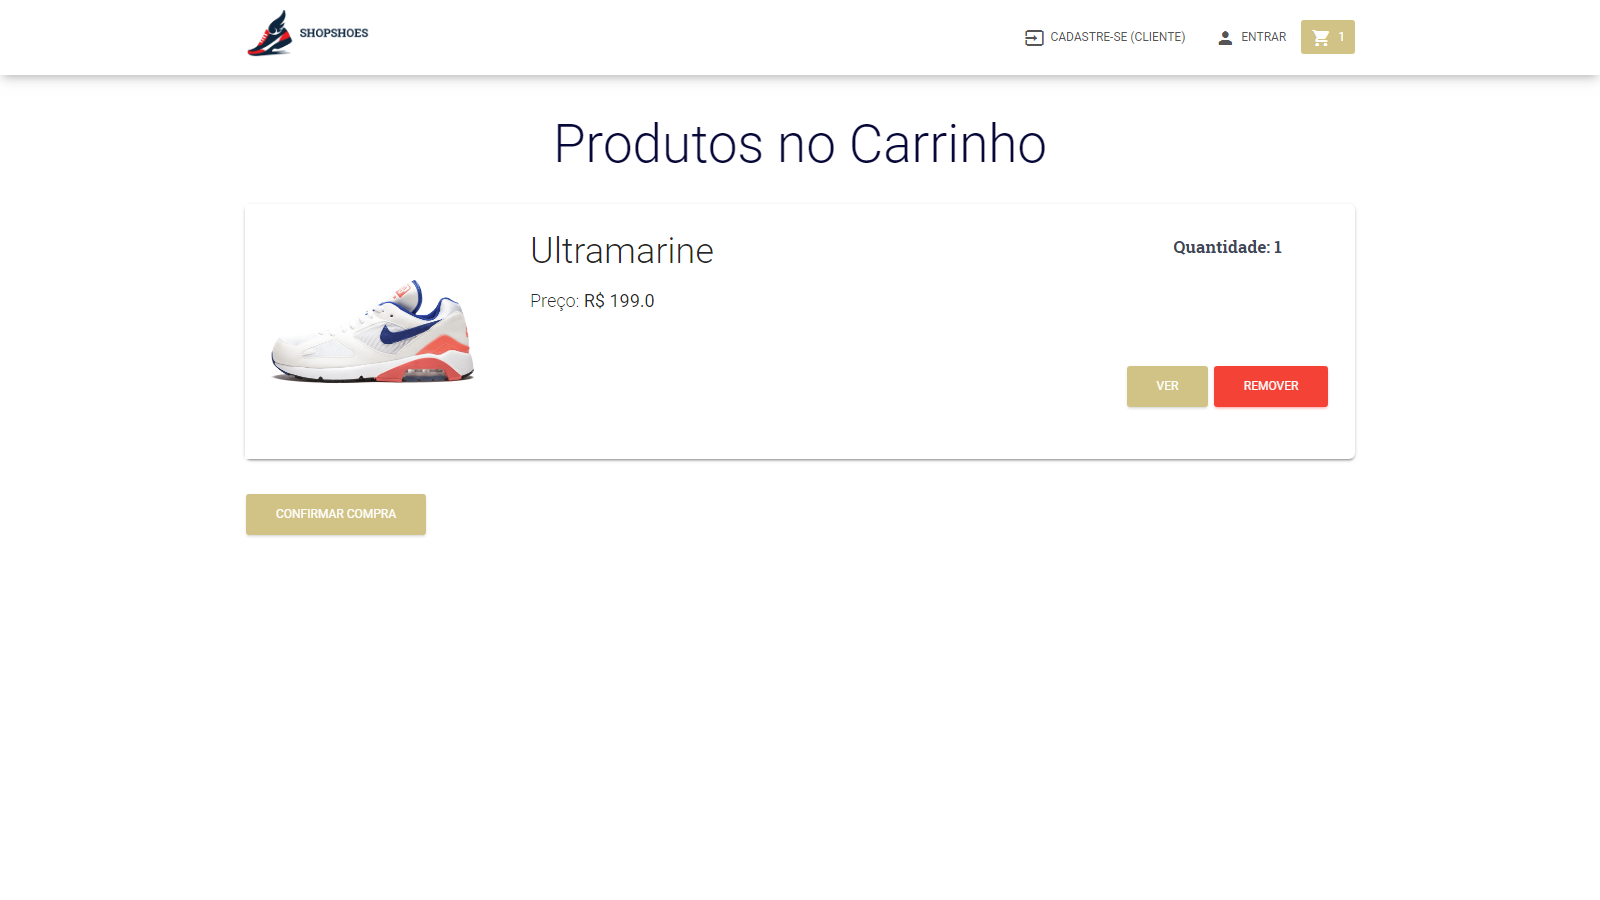 SHOPSHOES
CADASTRE-SE (CLIENTE)
ENTRAR
1
Produtos no Carrinho
Ultramarine
Quantidade: 1
Preço: R$ 199.0
VER
REMOVER
CONFIRMAR COMPRA